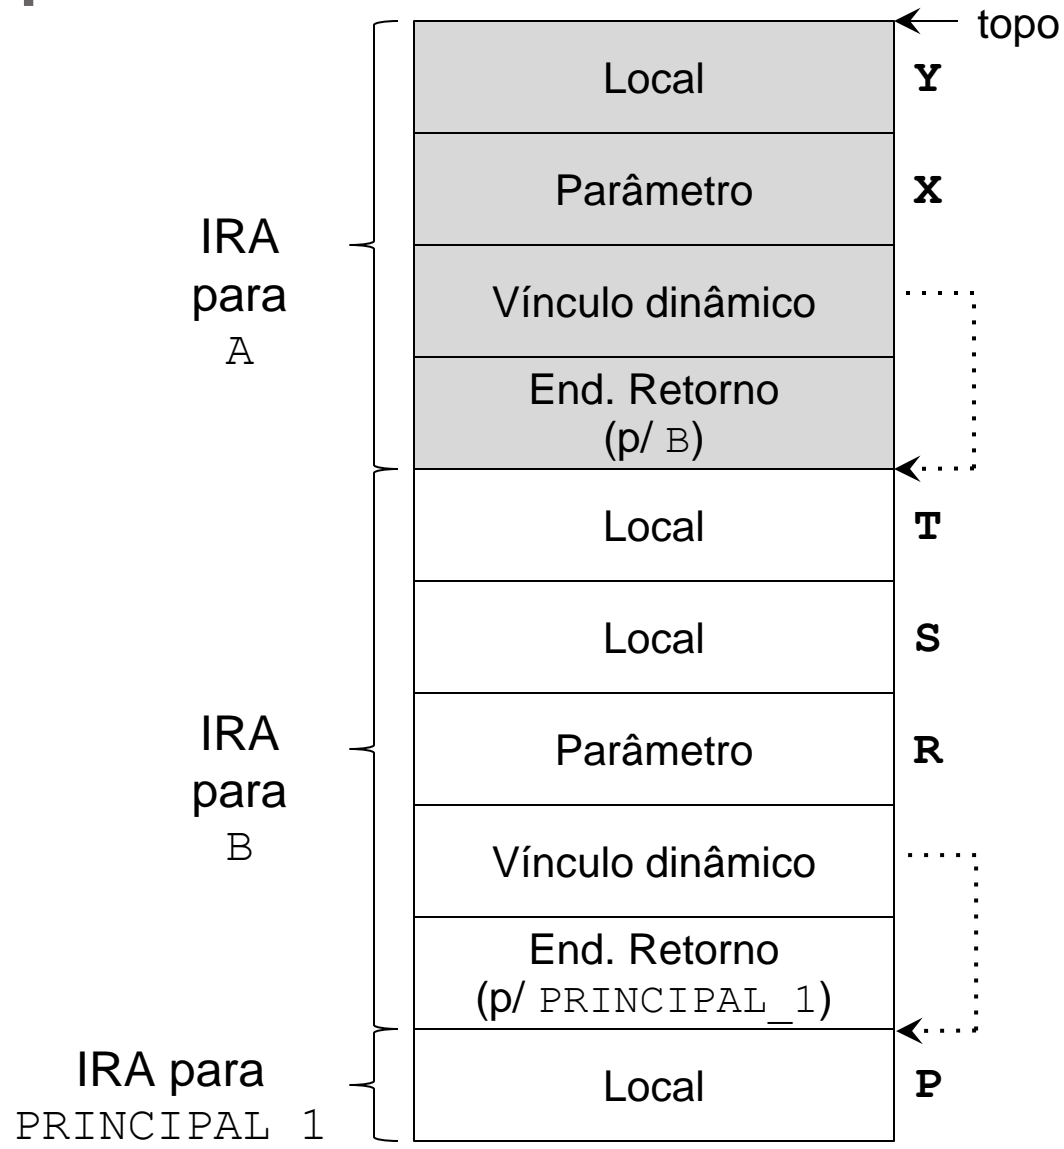 topo
Local Y
Parâmetro X
IRA
para
A
Vínculo dinâmico
End. Retorno
(p/ B)
Local T
Local S
Parâmetro R
IRA
para
B
Vínculo dinâmico
End. Retorno
(p/ PRINCIPAL_1)
IRA para
PRINCIPAL 1
Local P